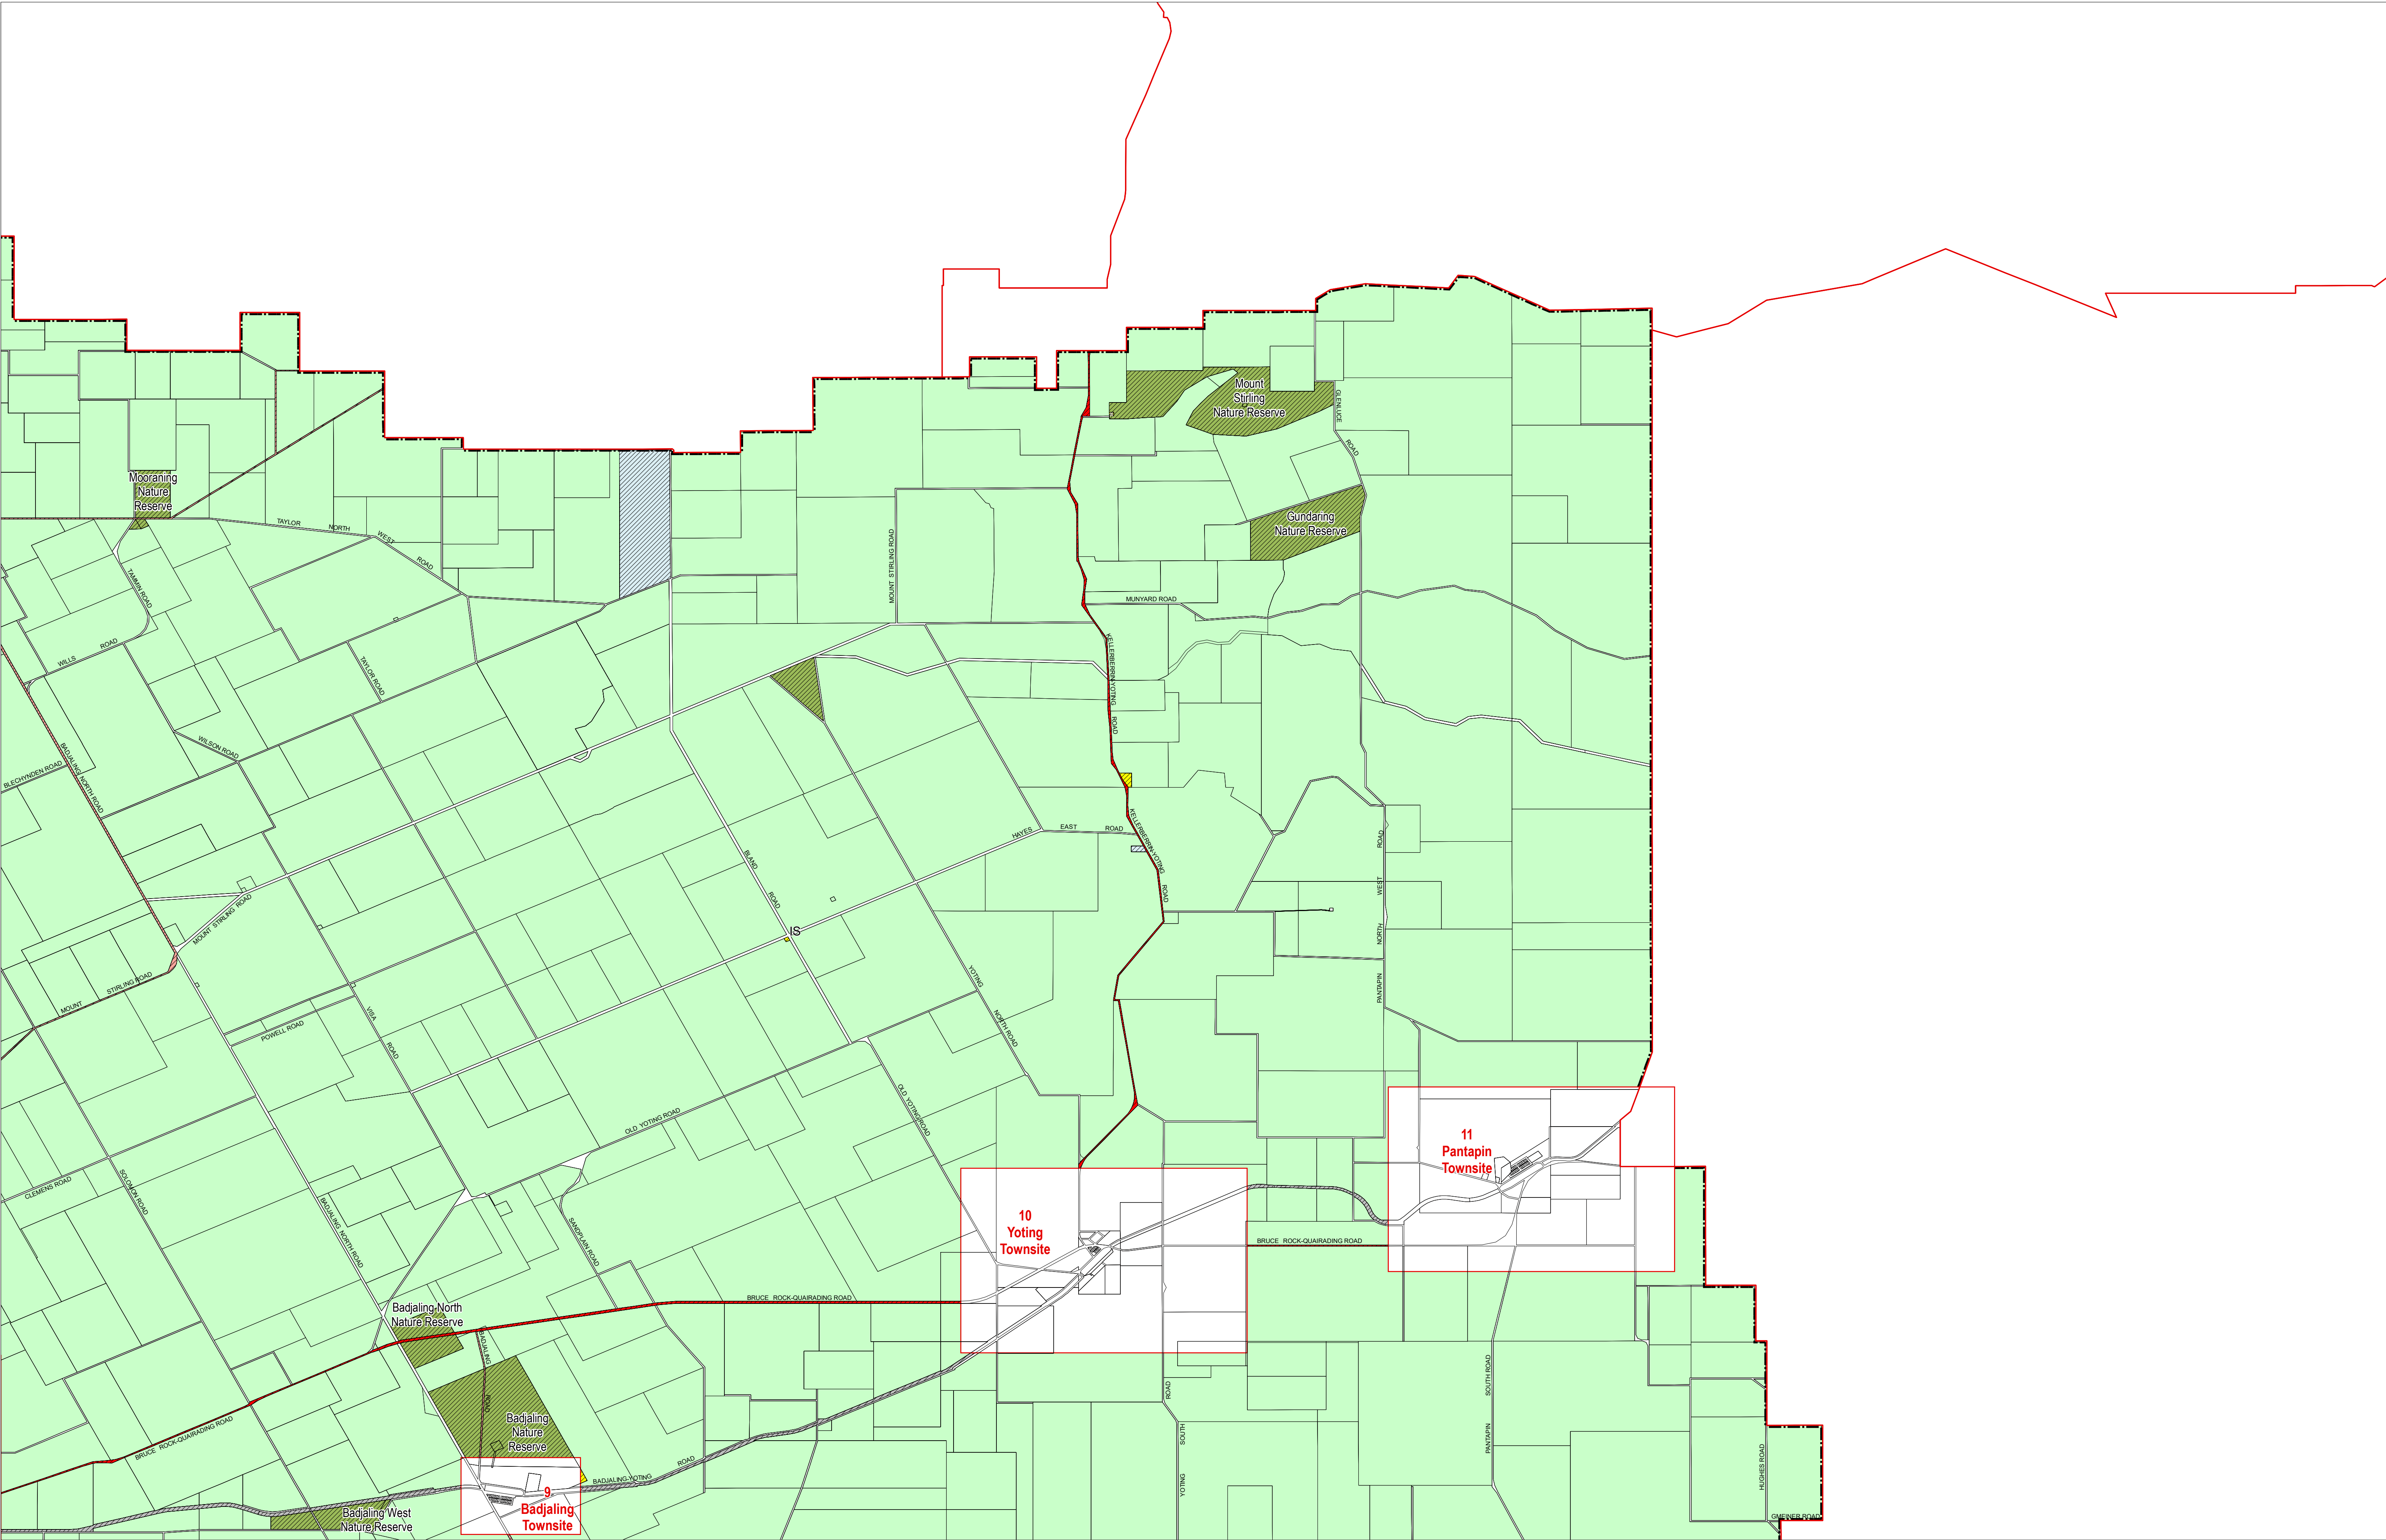 Mount
Stirling
Nature Reserve
GLENLUCE
ROAD
Mooraning
Nature
Reserve
Gundaring
Nature Reserve
TAYLOR NORTH WEST ROAD
MOUNT STIRLING ROAD
TAMMIN ROAD
MUNYARD ROAD
WILLS ROAD
TAYLOR ROAD
KELLERBERRIN-YOTING ROAD
WILSON ROAD
BLECHYNDEN ROAD
BADJALING NORTH ROAD
KELLERBERRIN-YOTING ROAD
HAYES EAST ROAD
BLAND ROAD
PANTAPIN NORTH WEST ROAD
MOUNT STIRLING ROAD
IS
MOUNT STIRLING ROAD
YOTING NORTH ROAD
VISA ROAD
POWELL ROAD
OLD YOTING ROAD
OLD YOTING ROAD
11
Pantapin
Townsite
CLEMENS ROAD
SOLOMON ROAD
BADJALING NORTH ROAD
SANDPLAIN ROAD
10
Yoting
Townsite
BRUCE ROCK-QUAIRADING ROAD
BRUCE ROCK-QUAIRADING ROAD
Badjaling North
Nature Reserve
BADJALING ROAD
Badjaling
Nature
Reserve
BRUCE ROCK-QUAIRADING ROAD
BADJALING-YOTING ROAD
YOTING SOUTH ROAD
PANTAPIN SOUTH ROAD
HUGHES ROAD
9
Badjaling
Townsite
Badjaling West
Nature Reserve
GMEINER ROAD